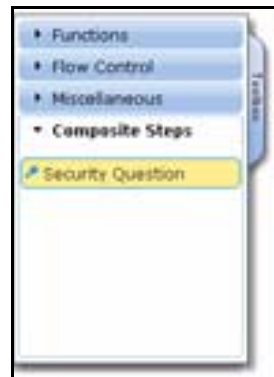 Functions
Flow Control
Miscellaneous
Composite Steps
Security Question
Toolbox